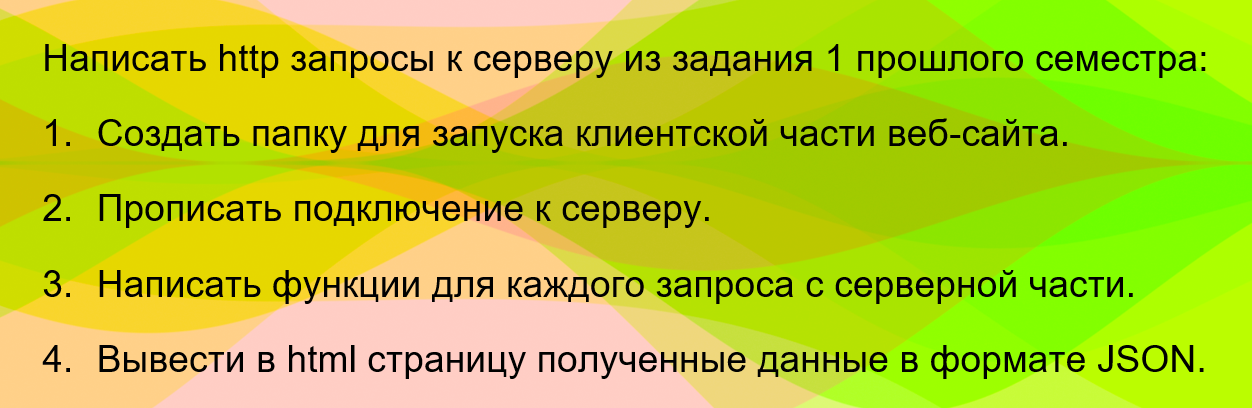 Написать http запросы к серверу из задания 1 прошлого семестра:
1. Создать папку для запуска клиентской части веб-сайта.
2. Прописать подключение к серверу.
3. Написать функции для каждого запроса с серверной части.
4. Вывести в html страницу полученные данные в формате JSON.